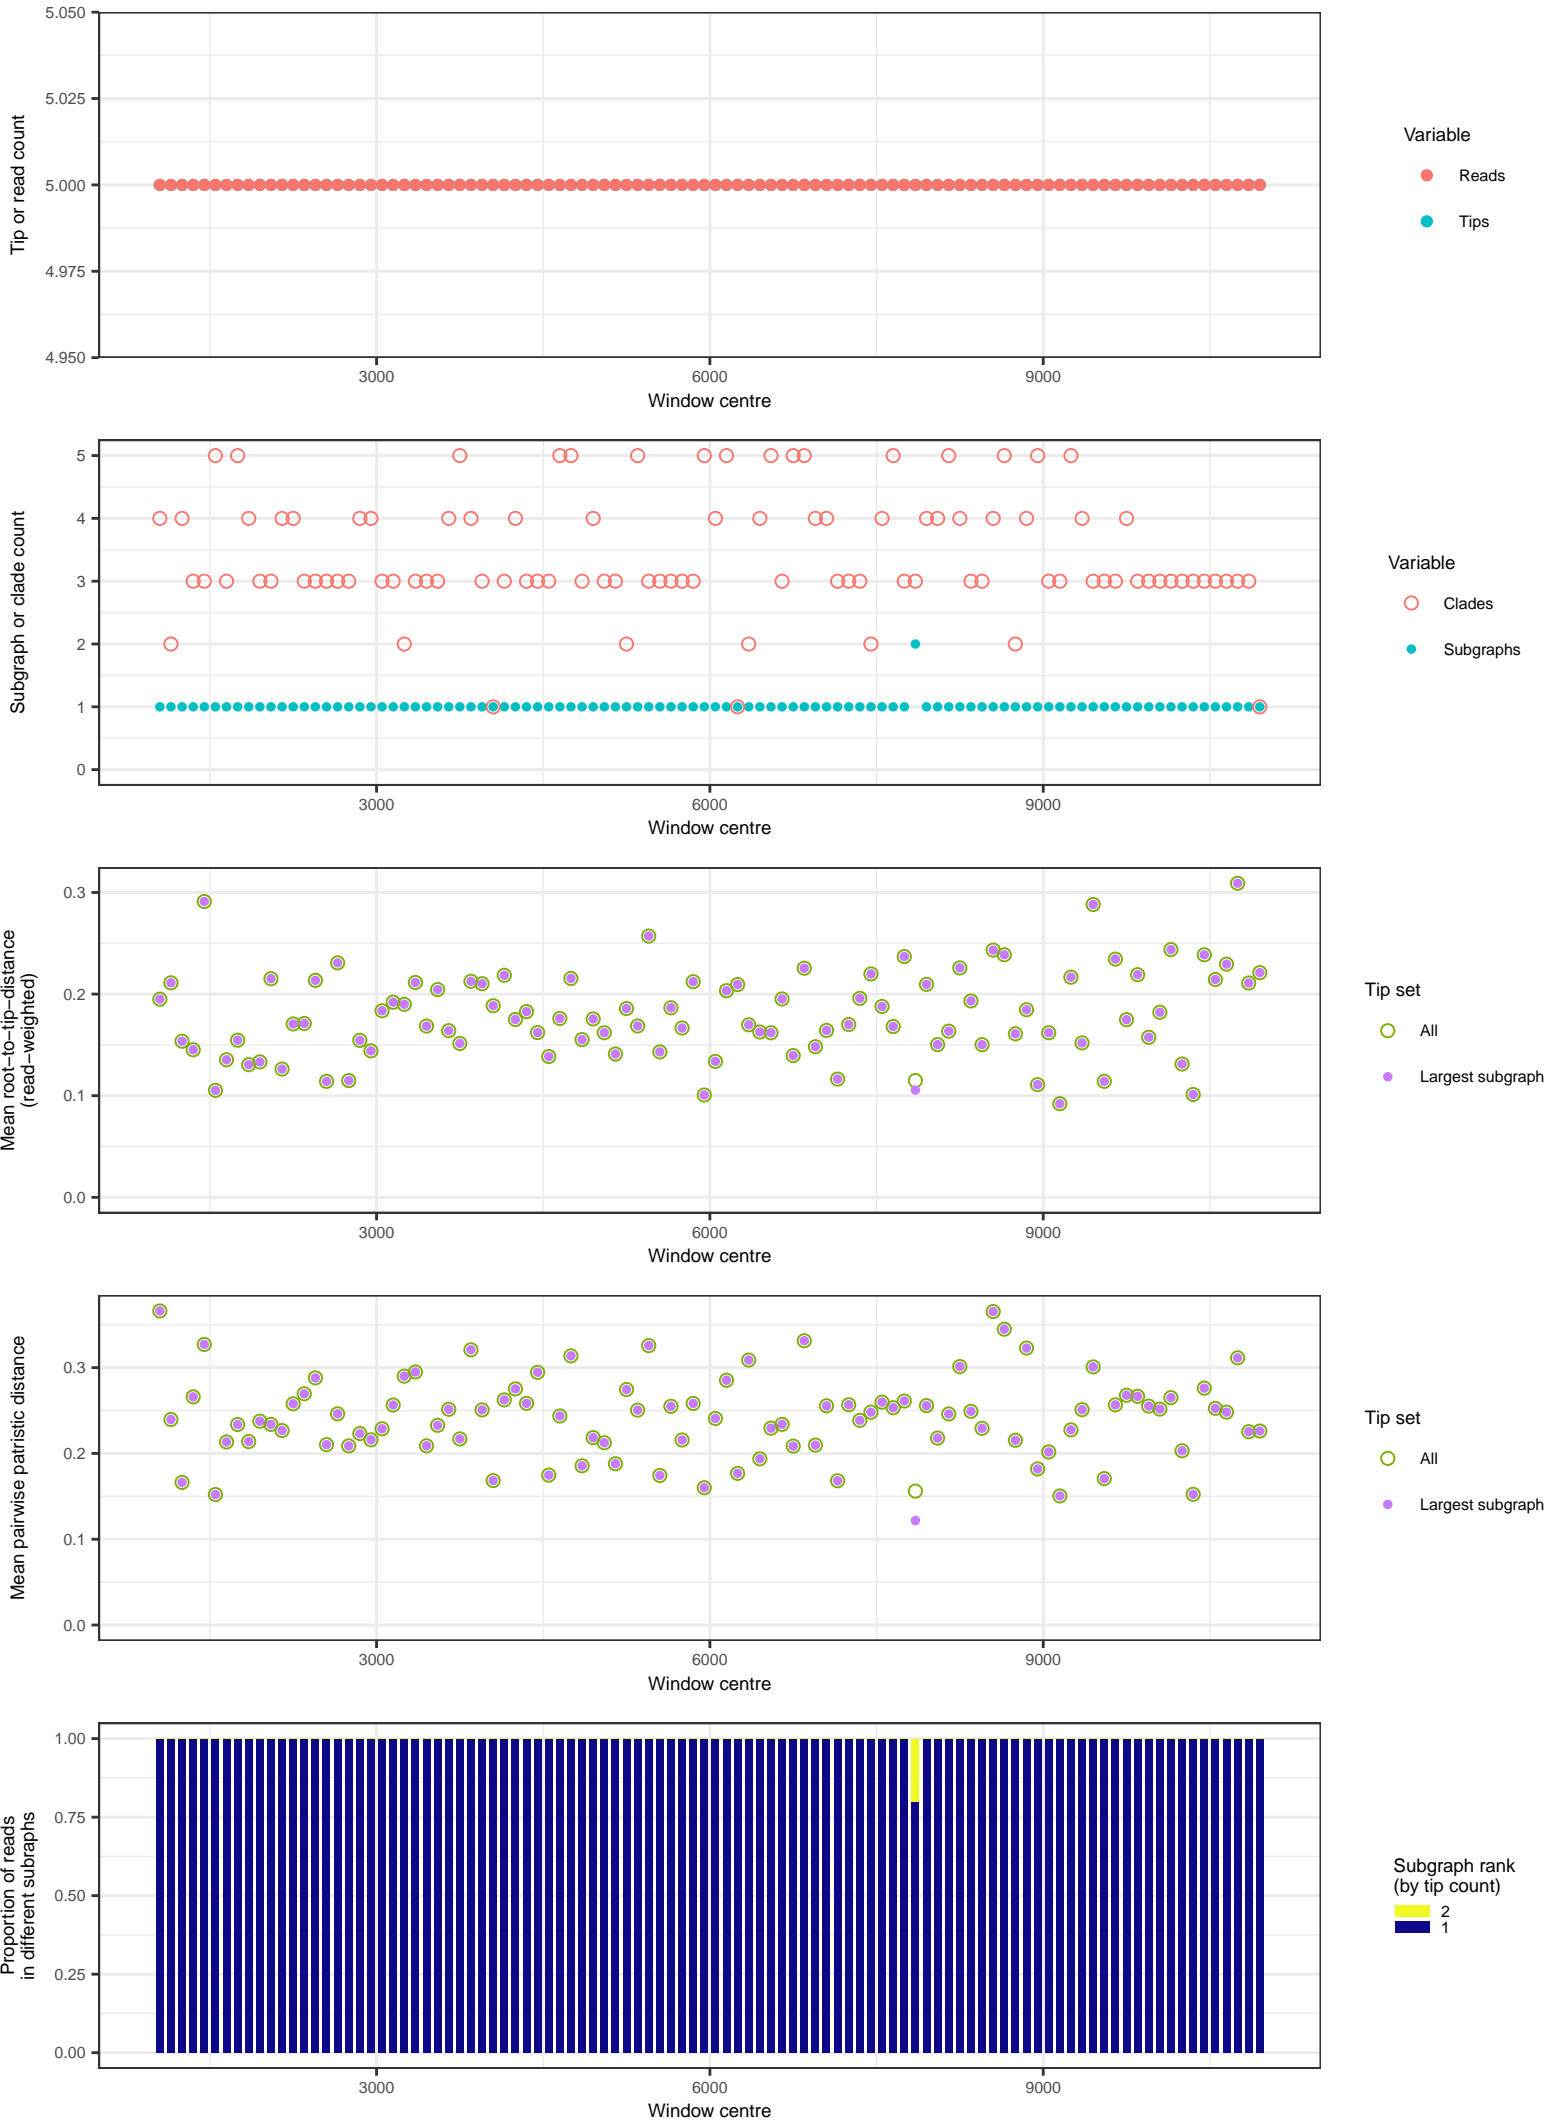 5.050
5.025
5.000
4.975
4.950
Tip or read count
3000
6000
9000
Window centre
Variable
Reads
Tips
5
4
3
2
1
0
Subgraph or clade count
3000
6000
9000
Window centre
Variable
Clades
Subgraphs
0.3
0.2
0.1
0.0
Mean root−to−tip−distance
(read−weighted)
3000
6000
9000
Window centre
Tip set
All
Largest subgraph
0.3
0.2
0.1
0.0
Mean pairwise patristic distance
3000
6000
9000
Window centre
Tip set
All
Largest subgraph
1.00
0.75
0.50
0.25
0.00
Proportion of reads
in different subraphs
3000
6000
9000
Window centre
Subgraph rank
(by tip count)
2
1